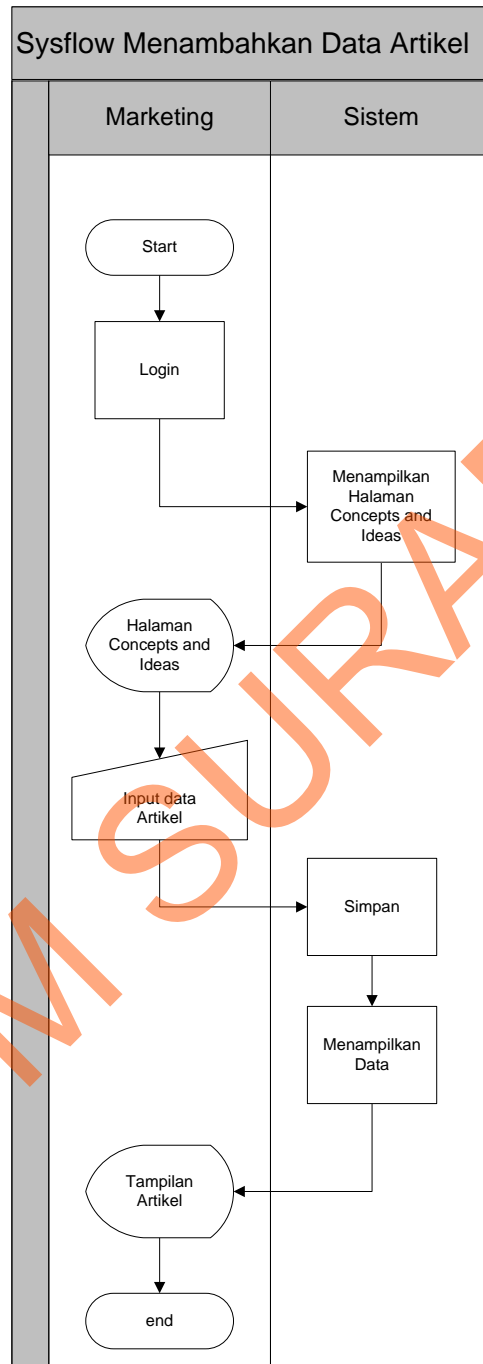 Sysflow Menambahkan Data Artikel
Marketing
Sistem
Start
Login
Menampilkan
Halaman
Concepts and
Ideas
Halaman
Concepts and
Ideas
Input data
Artikel
Simpan
Menampilkan
Data
Tampilan
Artikel
end
M SURA